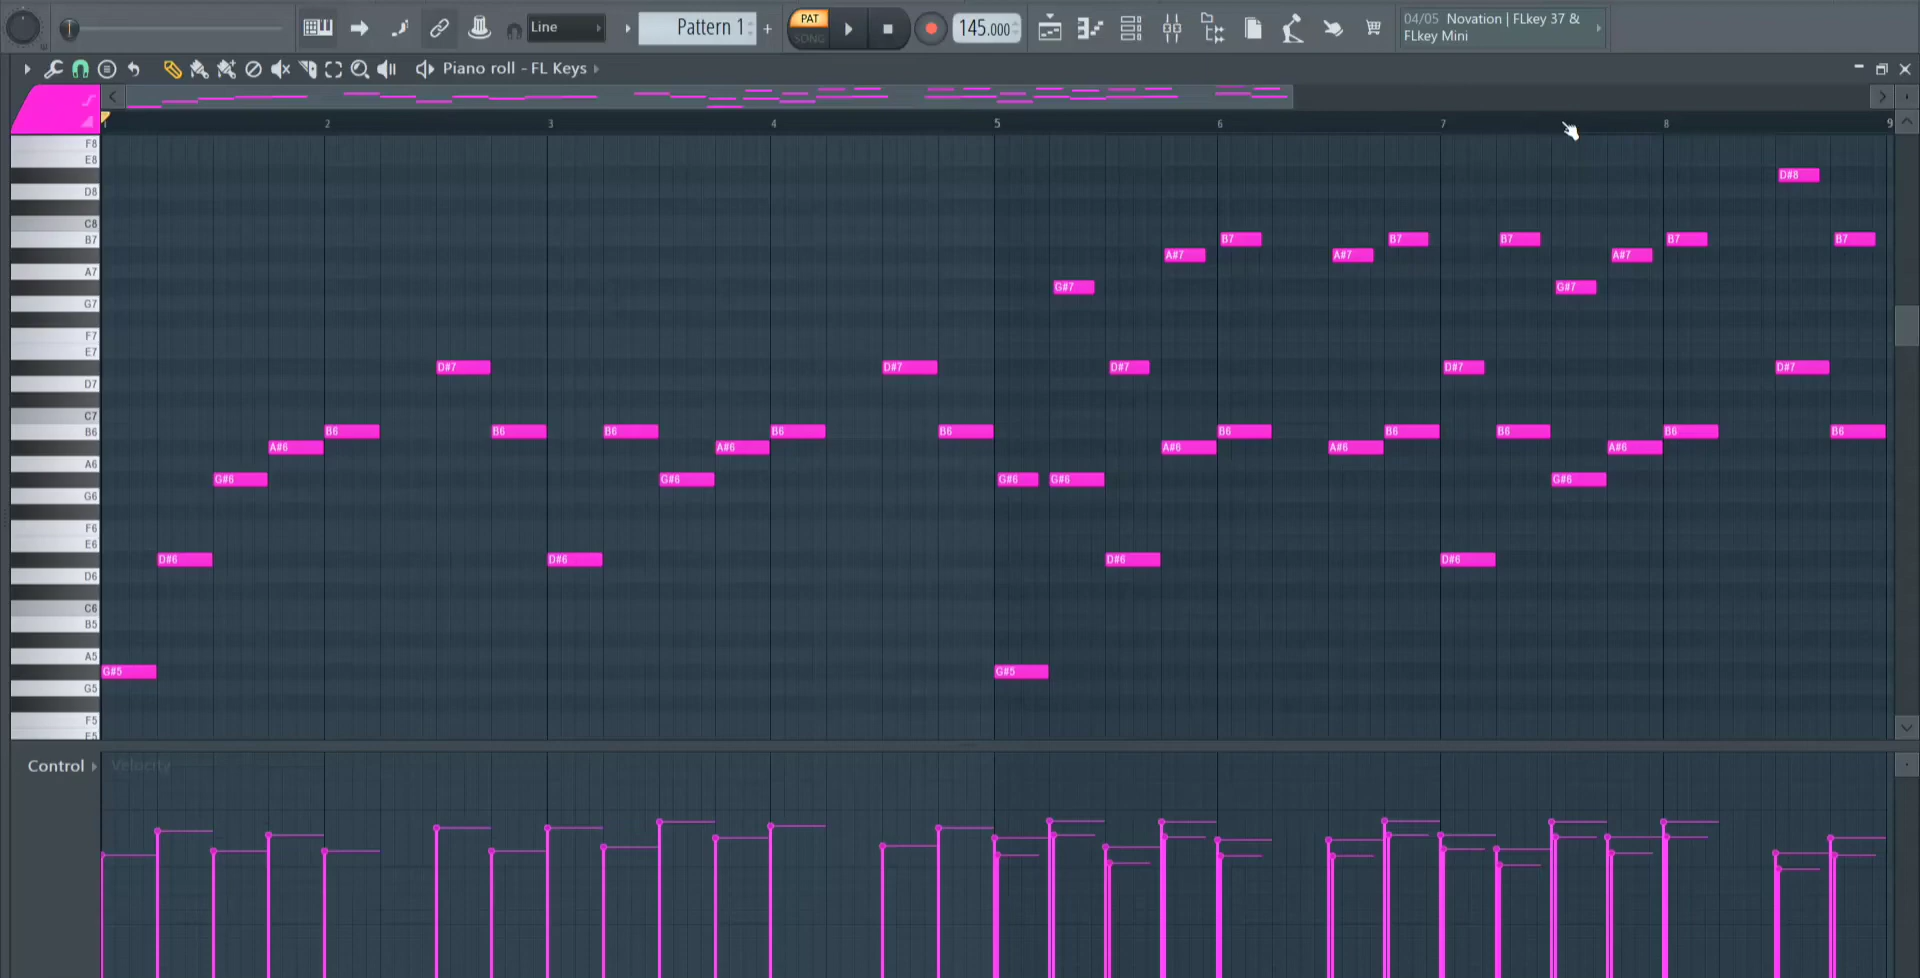 Line
Pattern 1
+
PAT
SONG
145.000
04/05 Novation | FLkey 37 &
FLkey Mini
Piano roll - FL Keys
1 2 3 4 5 6 7 8 9
F8
E8
D#8
D8
C8
B7 B7 B7 B7 B7 B7
A#7 A#7 A#7
A7
G#7 G#7
G7
F7
E7
D#7 D#7 D#7 D#7 D#7
D7
C7
B6 B6 B6 B6 B6 B6 B6 B6 B6 B6 B6
A#6 A#6 A#6 A#6 A#6
A6
G#6 G#6 G#6 G#6 G#6
G6
F6
E6
D#6 D#6 D#6 D#6
D6
C6
B5
A5
G#5 G#5
G5
F5
E5
Control Velocity